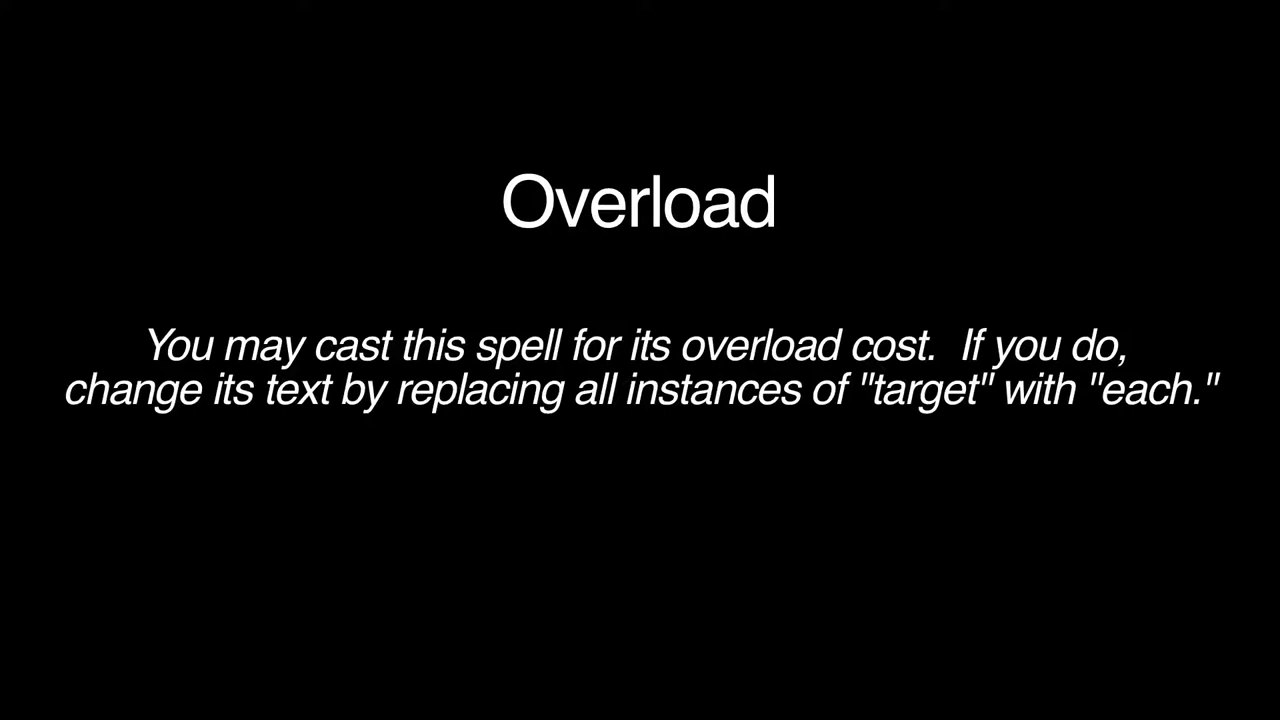 Overload
You may cast this spell for its overload cost.  If you do,
change its text by replacing all instances of "target" with "each."